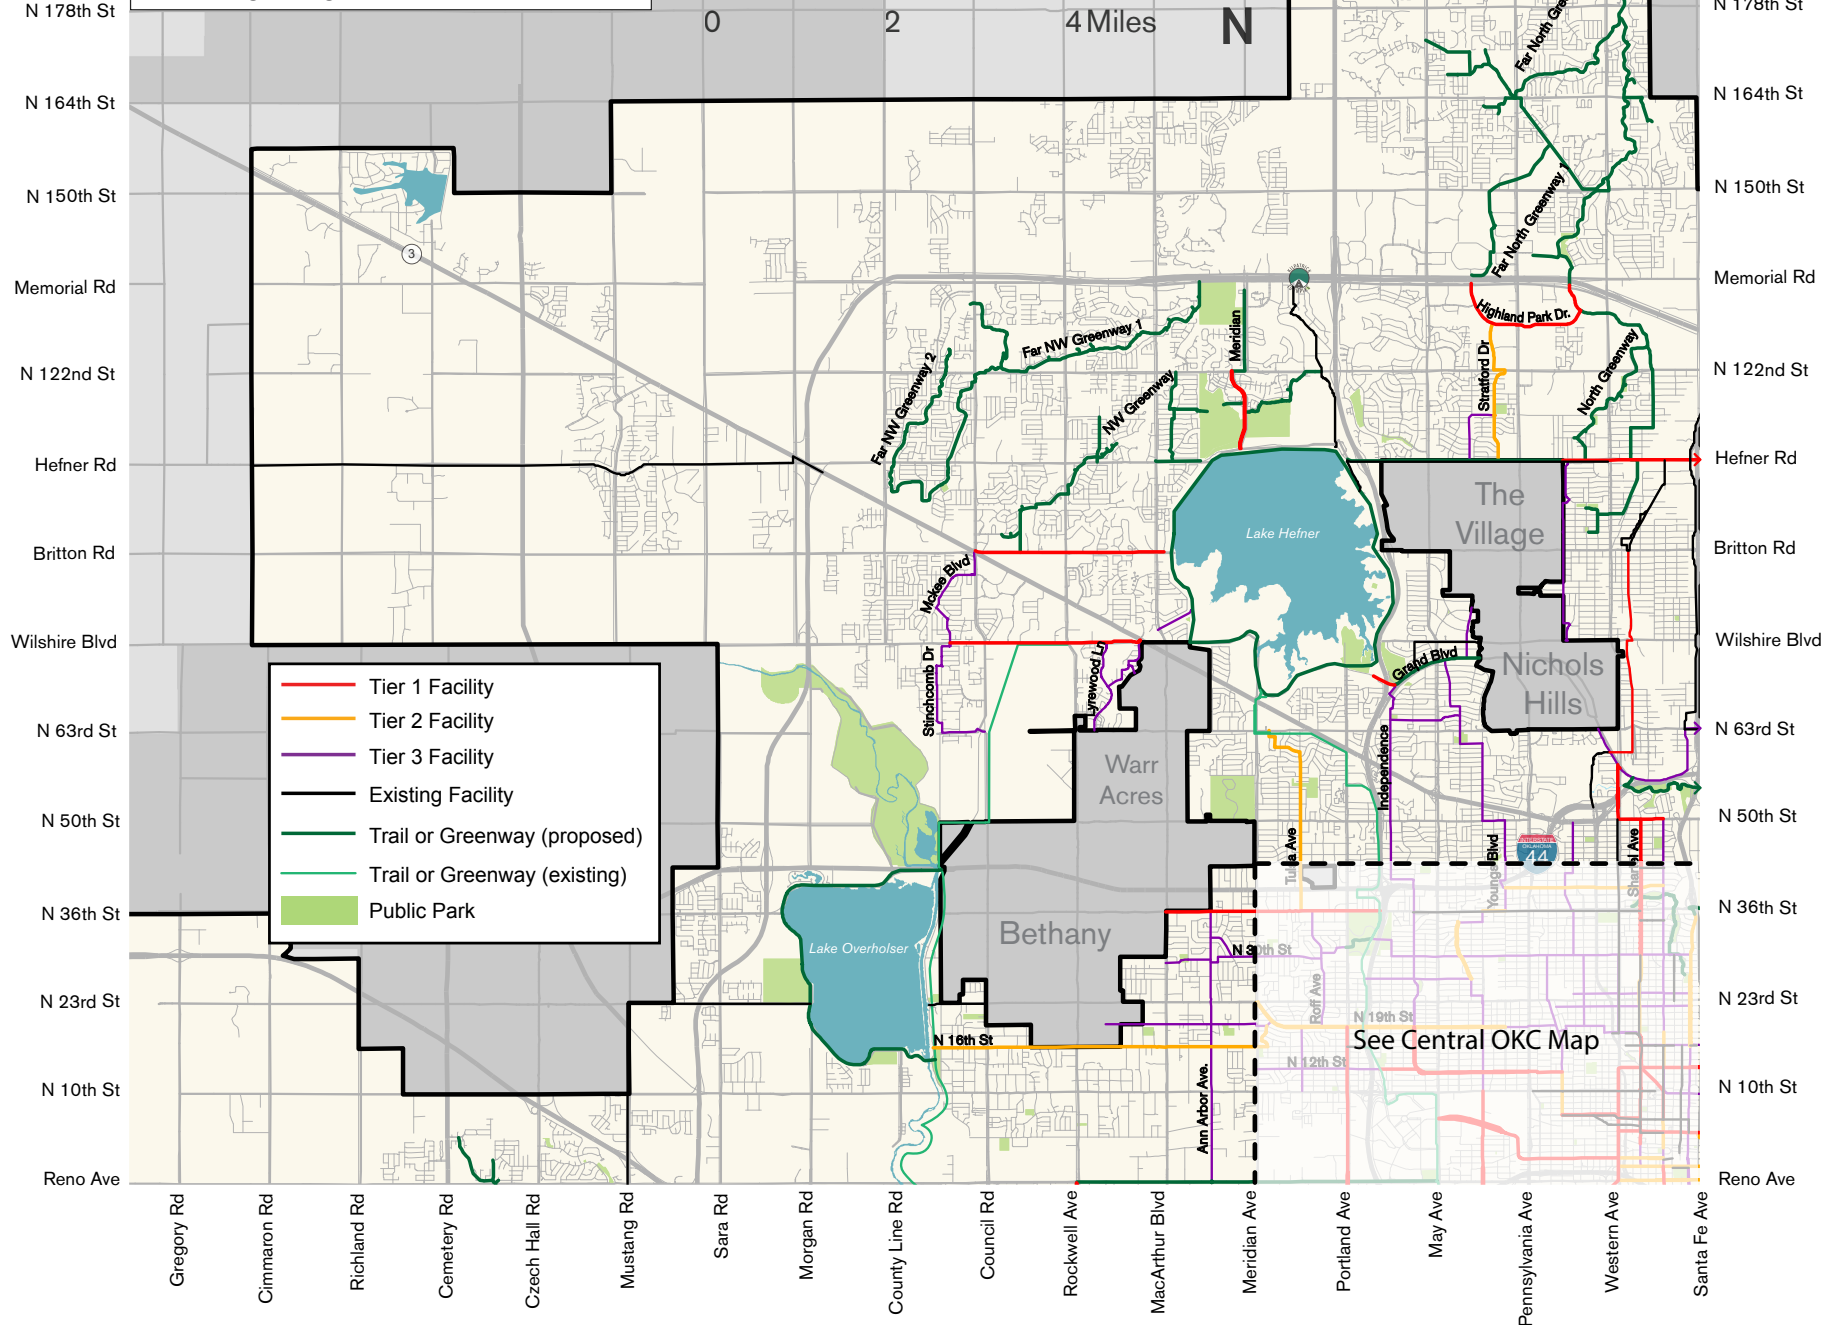 N 178th St
0
2
4 Miles
N
N 178th St
N 164th St
N 164th St
N 150th St
N 150th St
3
Far North Greenway 1
Memorial Rd
Memorial Rd
Highland Park Dr.
Far NW Greenway 1
Meridian
Far NW Greenway 2
Stratford Dr
North Greenway
N 122nd St
N 122nd St
NW Greenway
Hefner Rd
Hefner Rd
The
Village
Lake Hefner
Britton Rd
Britton Rd
Mckee Blvd
Wilshire Blvd
Wilshire Blvd
Grand Blvd
Nichols
Hills
Stinchcomb Dr
Tier 1 Facility
Tier 2 Facility
Tier 3 Facility
Existing Facility
Trail or Greenway (proposed)
Trail or Greenway (existing)
Public Park
N 63rd St
N 63rd St
Independence
Warr
Acres
N 50th St
N 50th St
Blvd
INTERSTATE
OKLAHOMA
44
N 36th St
N 36th St
Bethany
Lake Overholser
N 23rd St
N 23rd St
Roff Ave
N 19th St
N 16th St
See Central OKC Map
N 12th St
N 10th St
N 10th St
Ann Arbor Ave.
Reno Ave
Reno Ave
Gregory Rd
Cimmaron Rd
Richland Rd
Cemetery Rd
Czech Hall Rd
Mustang Rd
Sara Rd
Morgan Rd
County Line Rd
Council Rd
Rockwell Ave
MacArthur Blvd
Meridian Ave
Portland Ave
May Ave
Pennsylvania Ave
Western Ave
Santa Fe Ave